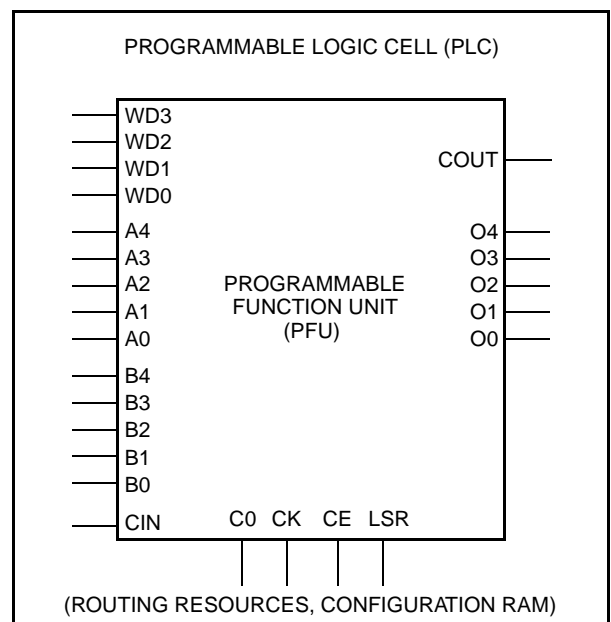 PROGRAMMABLE LOGIC CELL (PLC)
WD3
WD2
WD1
WD0
COUT
A4
A3
A2
A1
A0
PROGRAMMABLE
FUNCTION UNIT
(PFU)
O4
O3
O2
O1
O0
B4
B3
B2
B1
B0
CIN
C0 CK CE LSR
(ROUTING RESOURCES, CONFIGURATION RAM)